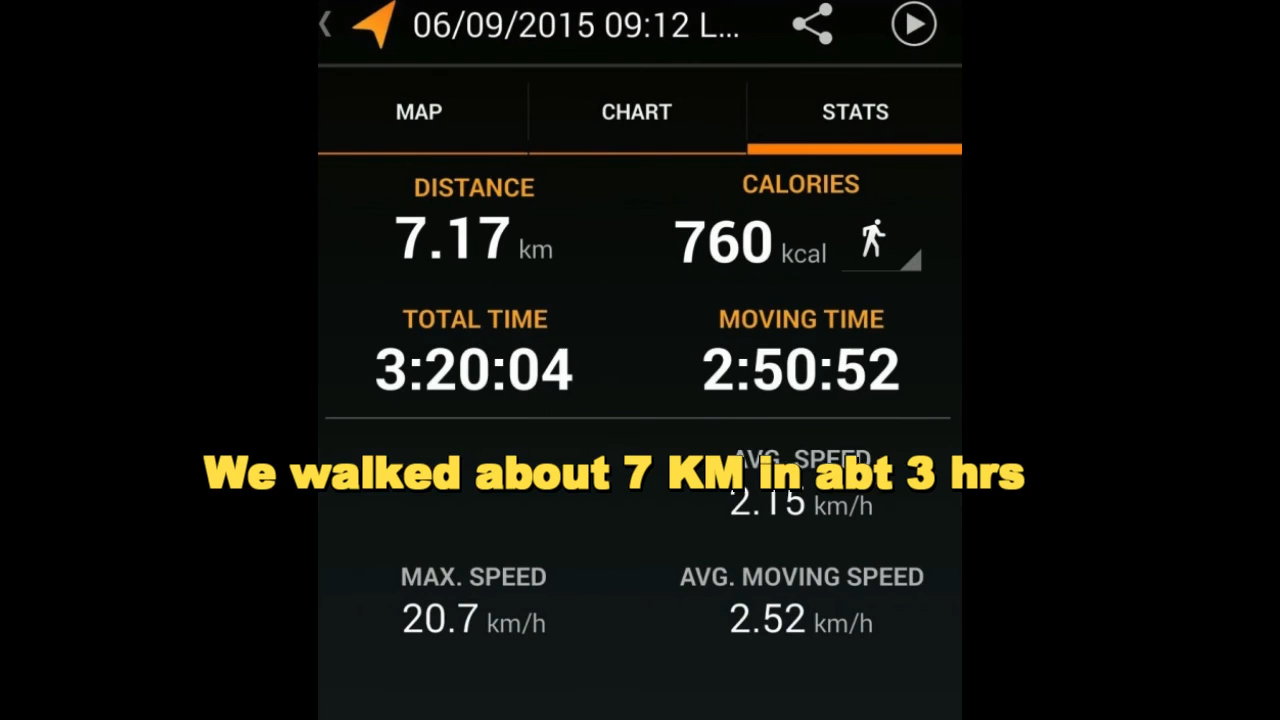 06/09/2015 09:12 L...
MAP CHART STATS
DISTANCE CALORIES
7.17 km 760 kcal
TOTAL TIME MOVING TIME
3:20:04 2:50:52
AVG. SPEED
We walked about 7 KM in abt 3 hrs
2.15 km/h
MAX. SPEED AVG. MOVING SPEED
20.7 km/h 2.52 km/h